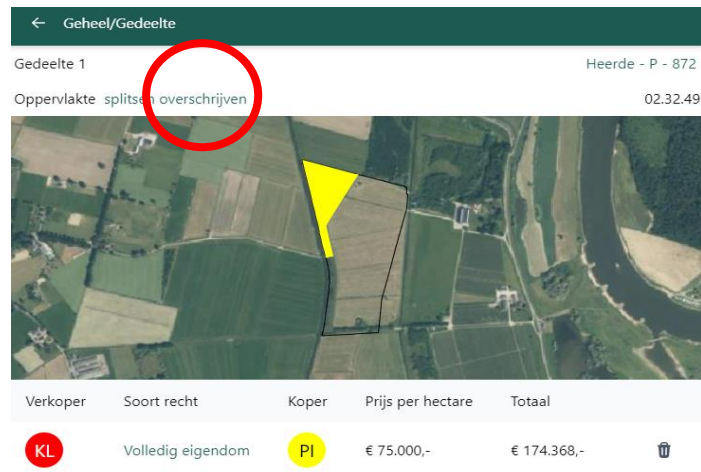 ← Geheel/Gedeelte
Gedeelte 1 Heerde - P - 872
Oppervlakte splitsen overschrijven 02.32.49
Verkoper Soort recht Koper Prijs per hectare Totaal
KL Volledig eigendom PI € 75.000,- € 174.368,-